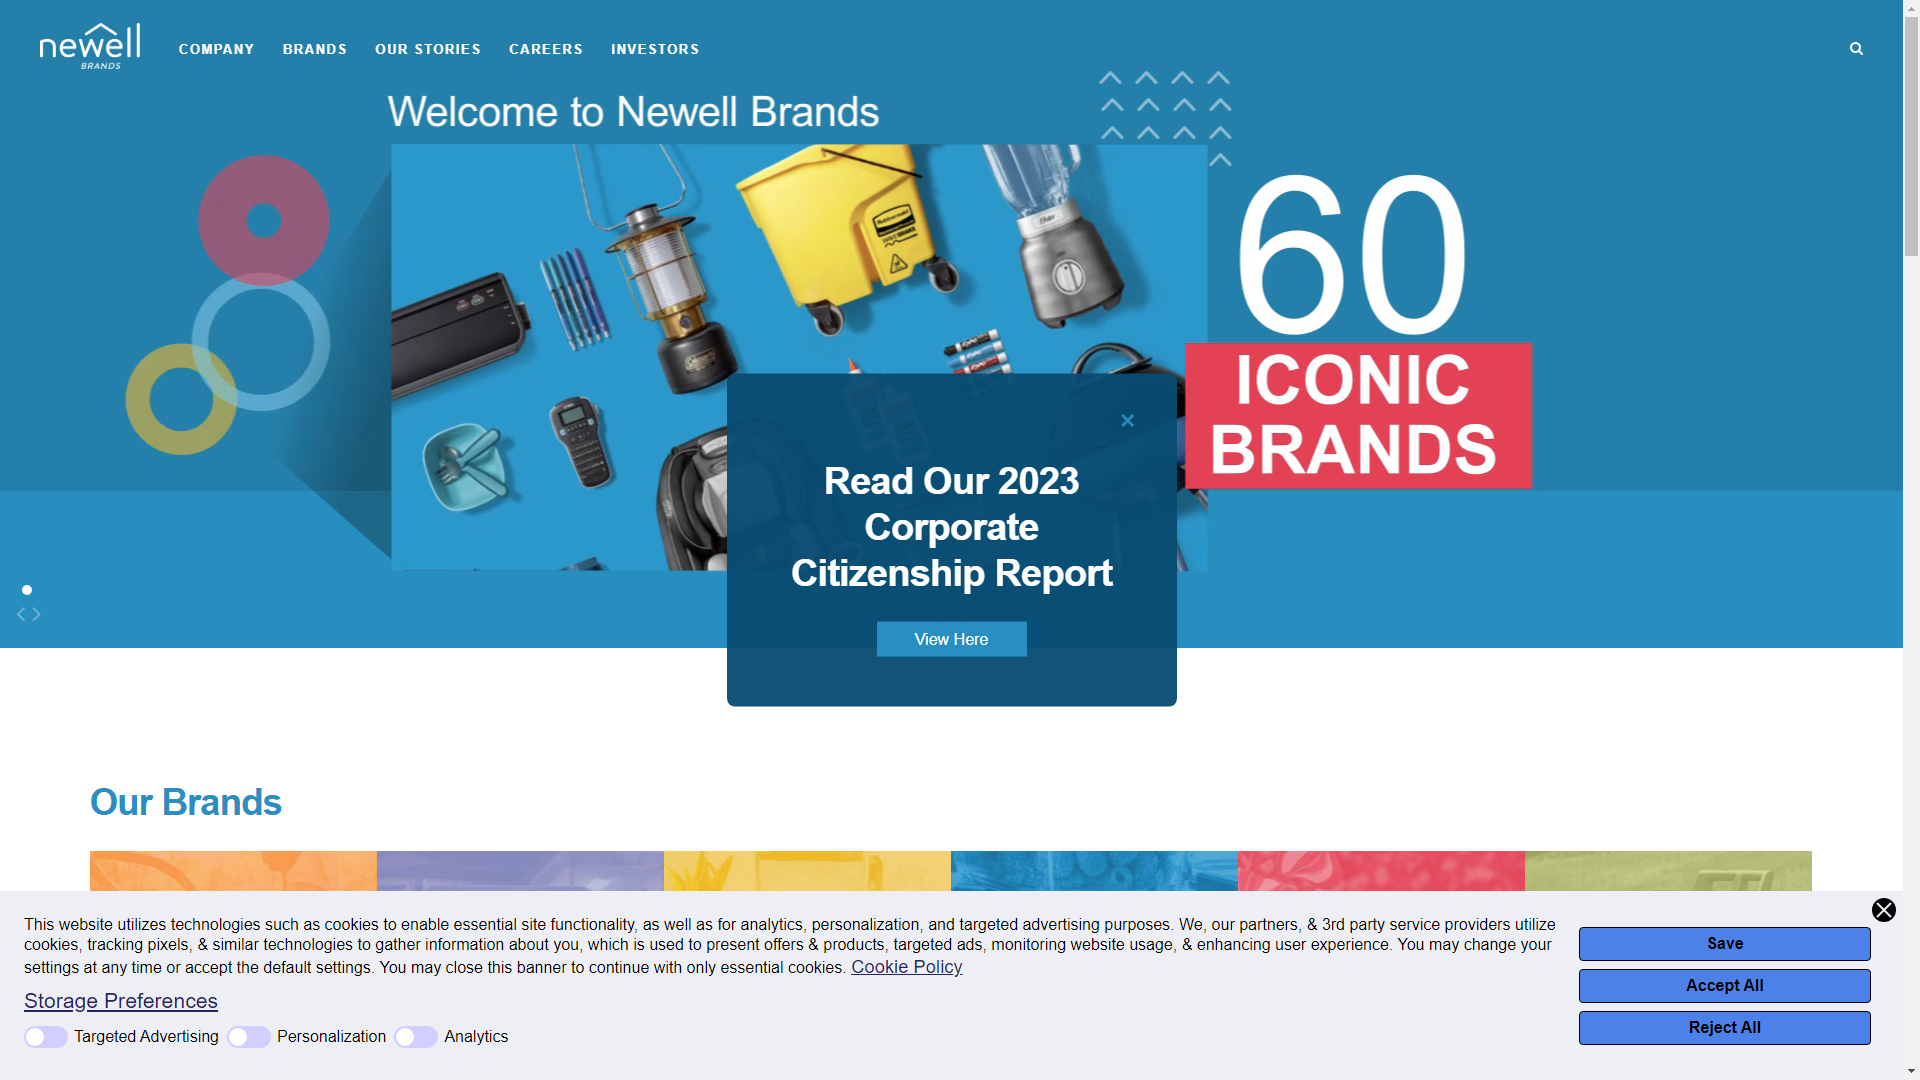 newell
BRANDS
COMPANY
BRANDS
OUR STORIES
CAREERS
INVESTORS
Welcome to Newell Brands
60
ICONIC
BRANDS
Rubbermaid
Oster
Coleman
Read Our 2023
Corporate
Citizenship Report
View Here
Our Brands
This website utilizes technologies such as cookies to enable essential site functionality, as well as for analytics, personalization, and targeted advertising purposes. We, our partners, & 3rd party service providers utilize
cookies, tracking pixels, & similar technologies to gather information about you, which is used to present offers & products, targeted ads, monitoring website usage, & enhancing user experience. You may change your
settings at any time or accept the default settings. You may close this banner to continue with only essential cookies. Cookie Policy
Storage Preferences
Targeted Advertising
Personalization
Analytics
Save
Accept All
Reject All